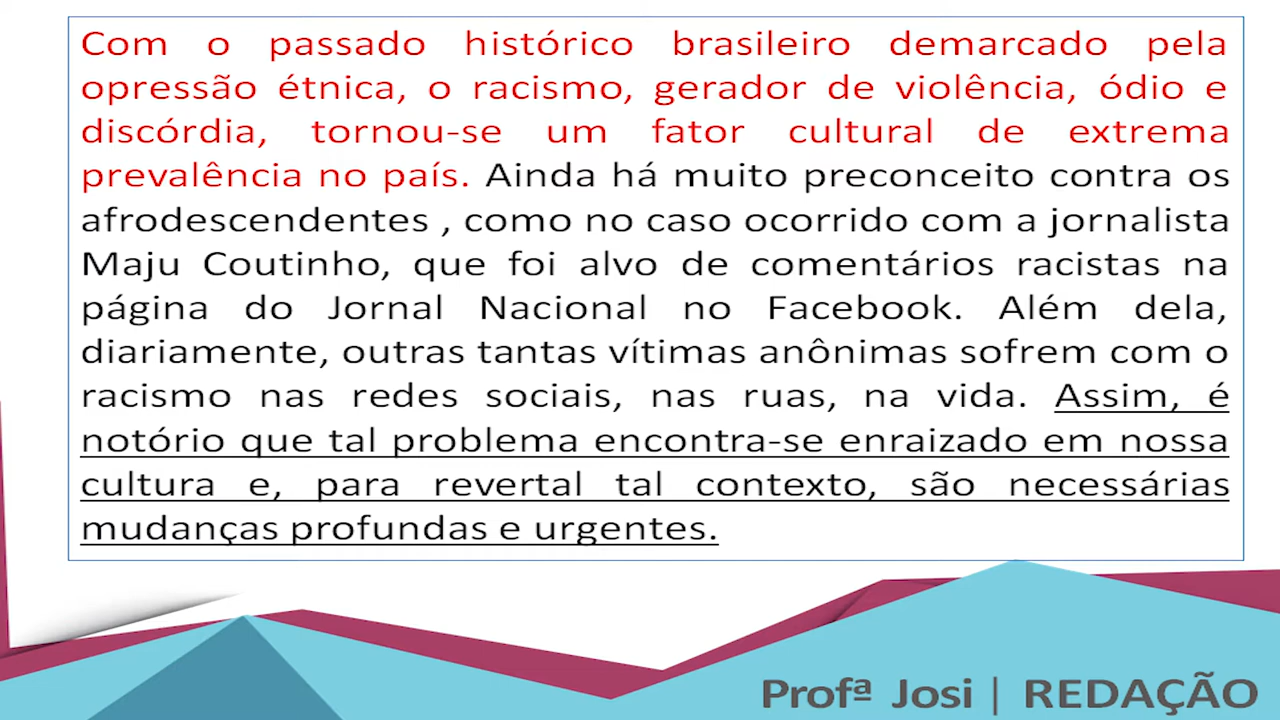 Com o passado histórico brasileiro demarcado pela
opressão étnica, o racismo, gerador de violência, ódio e
discórdia, tornou-se um fator cultural de extrema
prevalência no país. Ainda há muito preconceito contra os
afrodescendentes , como no caso ocorrido com a jornalista
Maju Coutinho, que foi alvo de comentários racistas na
página do Jornal Nacional no Facebook. Além dela,
diariamente, outras tantas vítimas anônimas sofrem com o
racismo nas redes sociais, nas ruas, na vida. Assim, é
notório que tal problema encontra-se enraizado em nossa
cultura e, para revertal tal contexto, são necessárias
mudanças profundas e urgentes.
Profª Josi | REDAÇÃO